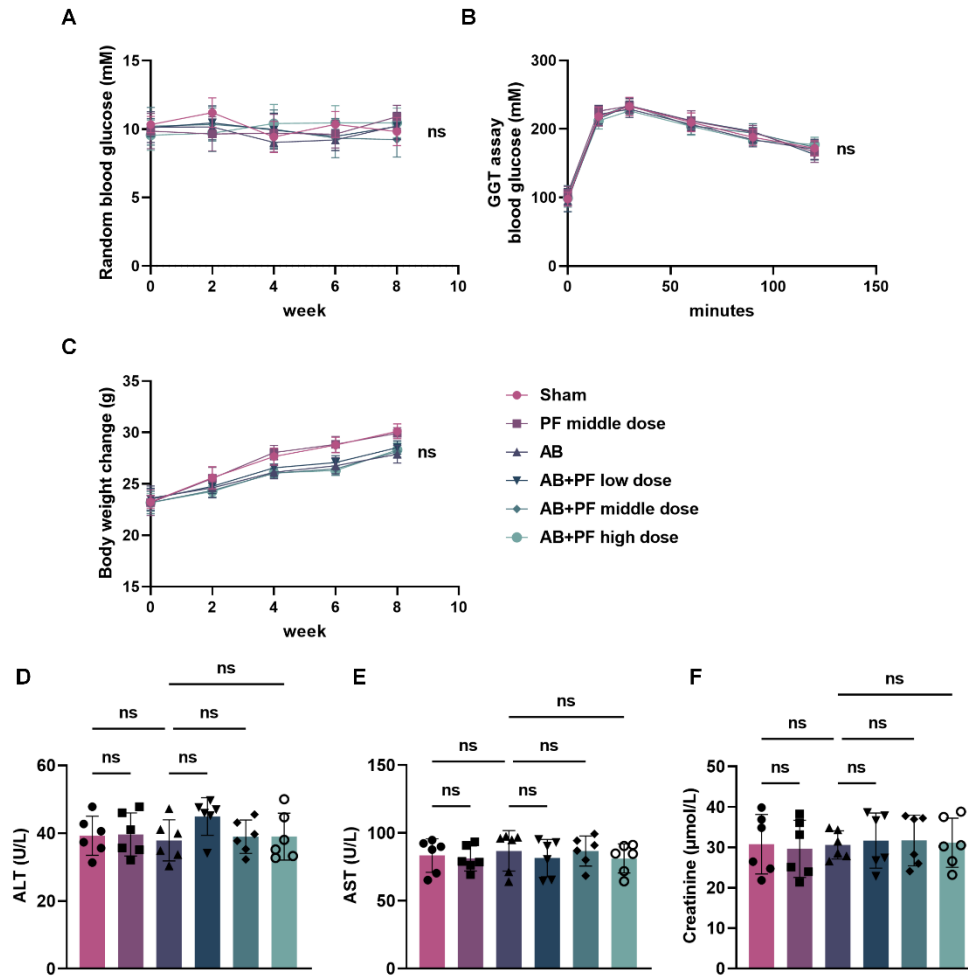 A
Random blood glucose (mM)
15
10
5
0
0 2 4 6 8 10
week
ns
B
GGT assay
blood glucose (mM)
300
200
100
0
0 50 100 150
minutes
ns
C
Body weight change (g)
35
30
25
20
15
0 2 4 6 8 10
week
ns
Sham
PF middle dose
AB
AB+PF low dose
AB+PF middle dose
AB+PF high dose
D
ns
ns ns
ns ns
ALT (U/L)
60
40
20
0
E
ns
ns ns
ns ns
AST (U/L)
150
100
50
0
F
ns
ns ns
ns ns
Creatinine (μmol/L)
50
40
30
20
10
0